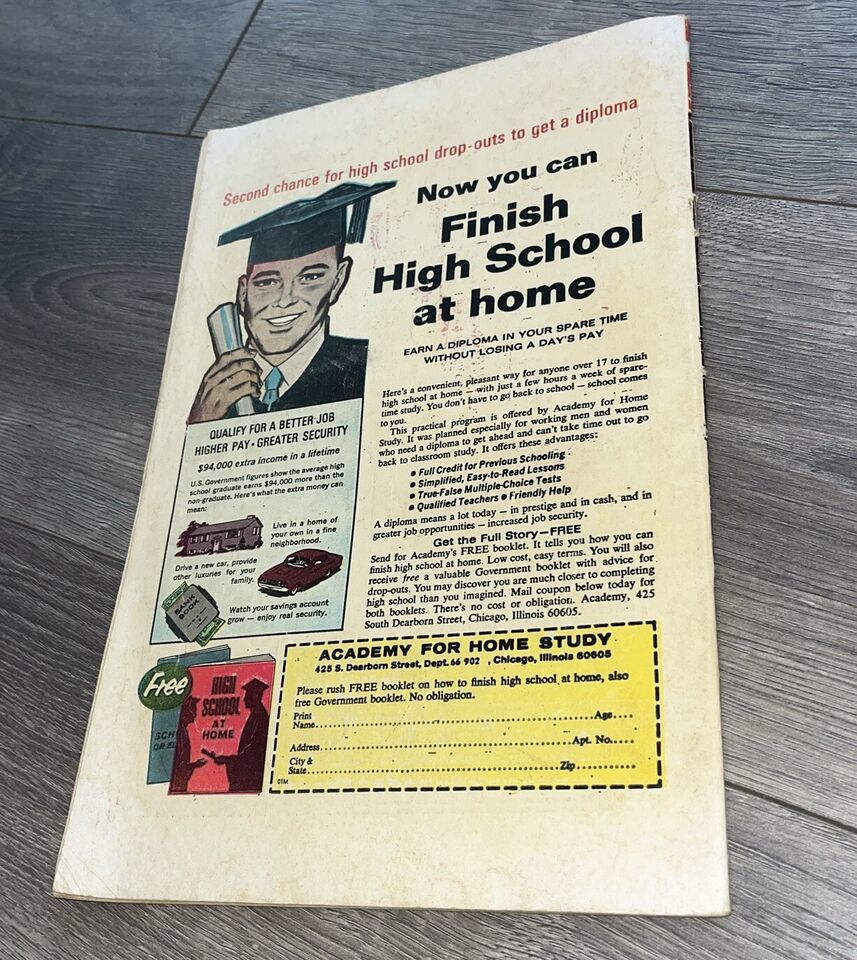 Second chance for high school drop-outs to get a diploma
Now you can
Finish
High School
at home
EARN A DIPLOMA IN YOUR SPARE TIME
WITHOUT LOSING A DAY'S PAY
Here's a convenient, pleasant way for anyone over 17 to finish
high school at home — with just a few hours a week of spare-
time study. You don't have to go back to school — school comes
to you.
This practical program is offered by Academy for Home
Study. It was planned especially for working men and women
who need a diploma to get ahead and can't take time out to go
back to classroom study. It offers these advantages:
• Full Credit for Previous Schooling
• Simplified, Easy-to-Read Lessons
• True-False Multiple-Choice Tests
• Qualified Teachers • Friendly Help
A diploma means a lot today — in prestige and in cash, and in
greater job opportunities — increased job security.
Get the Full Story—FREE
Send for Academy's FREE booklet. It tells you how you can
finish high school at home. Low cost, easy terms. You will also
receive free a valuable Government booklet with advice for
drop-outs. You may discover you are much closer to completing
high school than you imagined. Mail coupon below today for
both booklets. There's no cost or obligation. Academy, 425
South Dearborn Street, Chicago, Illinois 60605.
QUALIFY FOR A BETTER JOB
HIGHER PAY • GREATER SECURITY
$94,000 extra income in a lifetime
U.S. Government figures show the average high
school graduate earns $94,000 more than the
non-graduate. Here's what the extra money can
mean:
Live in a home of
your own in a fine
neighborhood.
Drive a new car, provide
other luxuries for your
family.
BANK
BOOK
Watch your savings account
grow — enjoy real security.
Free
HIGH
SCHOOL
AT
HOME
ACADEMY FOR HOME STUDY
425 S. Dearborn Street, Dept. 66 902 , Chicago, Illinois 60605
Please rush FREE booklet on how to finish high school at home, also
free Government booklet. No obligation.
Print
Name Age
Address Apt. No.
City &
State Zip
01M